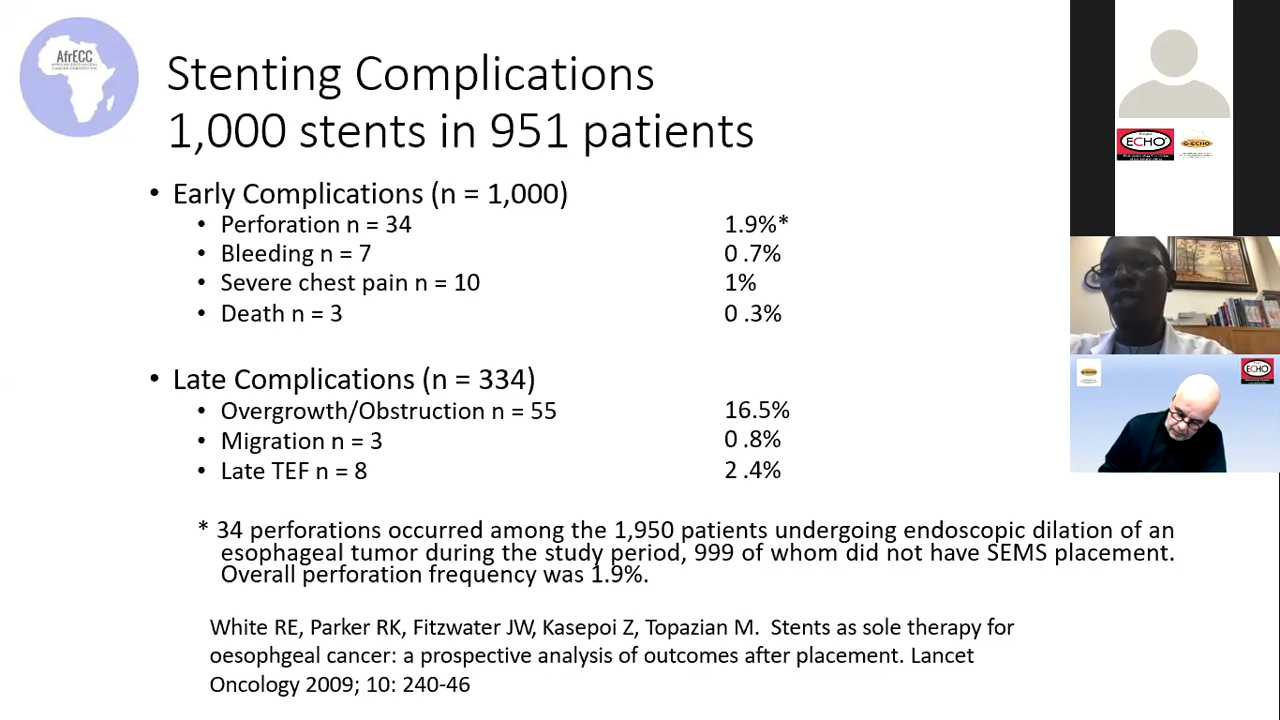 AfrECC
Stenting Complications
1,000 stents in 951 patients
• Early Complications (n = 1,000)
• Perforation n = 34 1.9%*
• Bleeding n = 7 0 .7%
• Severe chest pain n = 10 1%
• Death n = 3 0 .3%
• Late Complications (n = 334)
• Overgrowth/Obstruction n = 55 16.5%
• Migration n = 3 0 .8%
• Late TEF n = 8 2 .4%
* 34 perforations occurred among the 1,950 patients undergoing endoscopic dilation of an
esophageal tumor during the study period, 999 of whom did not have SEMS placement.
Overall perforation frequency was 1.9%.
White RE, Parker RK, Fitzwater JW, Kasepoi Z, Topazian M. Stents as sole therapy for
oesophgeal cancer: a prospective analysis of outcomes after placement. Lancet
Oncology 2009; 10: 240-46
ECHO
G-ECHO
ECHO